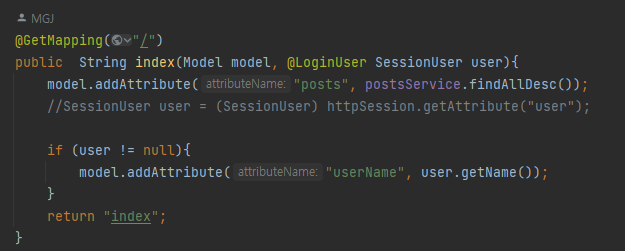 MGJ
@GetMapping("/")
public  String index(Model model, @LoginUser SessionUser user){
    model.addAttribute( attributeName: "posts", postsService.findAllDesc());
    //SessionUser user = (SessionUser) httpSession.getAttribute("user");
    if (user != null){
        model.addAttribute( attributeName: "userName", user.getName());
    }
    return "index";
}